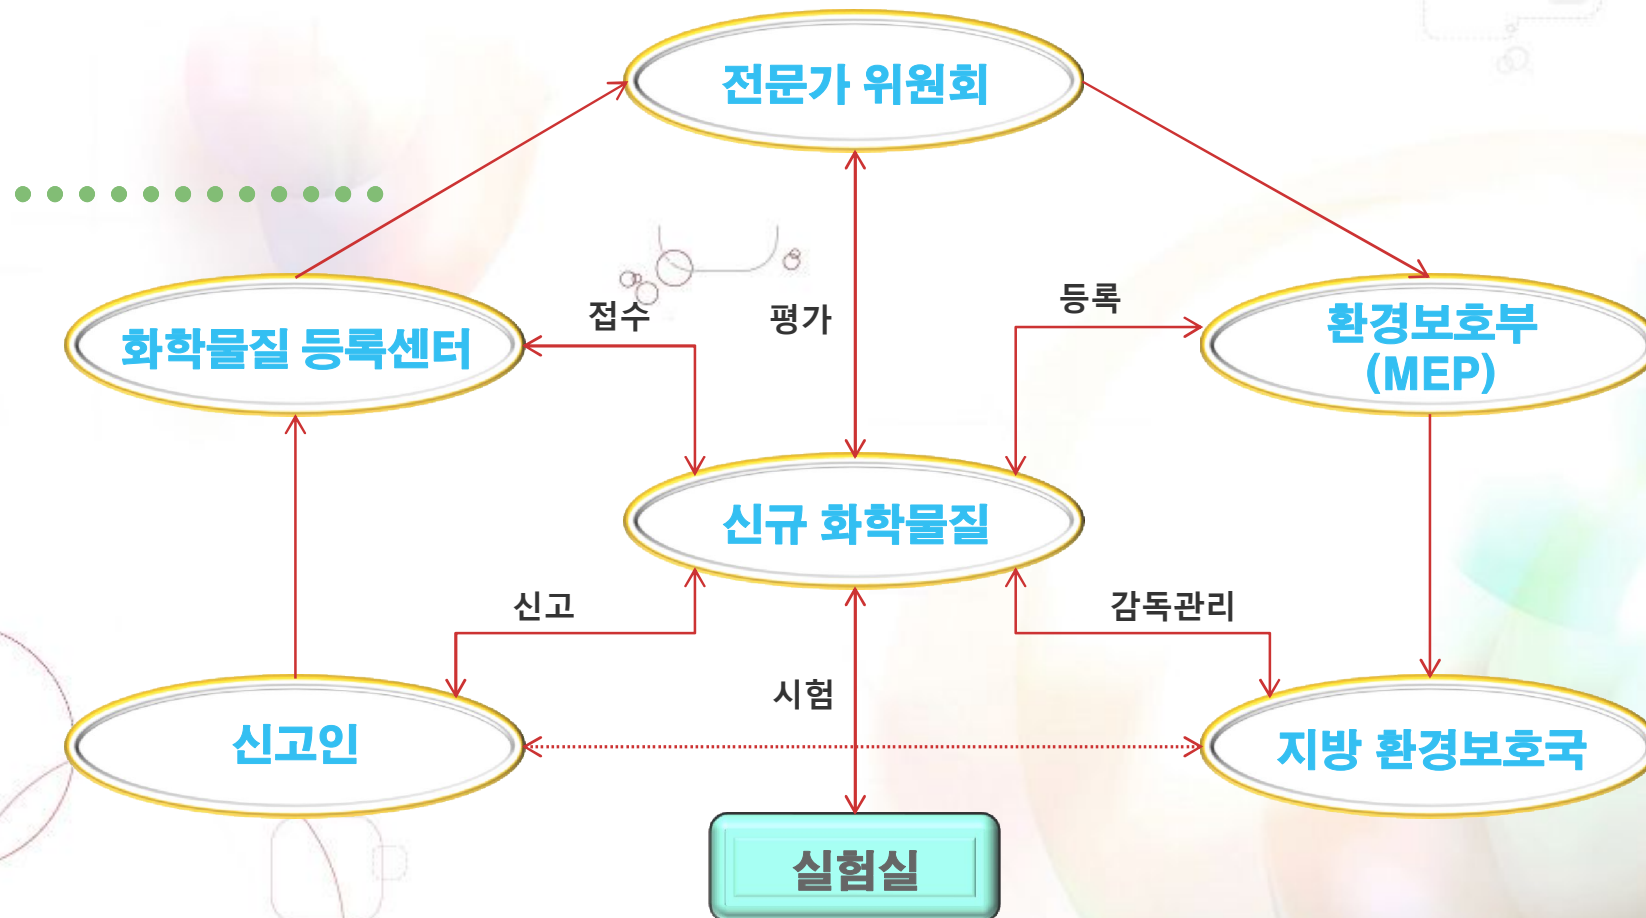 전문가 위원회
접수
평가
등록
화학물질 등록센터
환경보호부
(MEP)
신규 화학물질
신고
감독관리
시험
신고인
지방 환경보호국
실험실